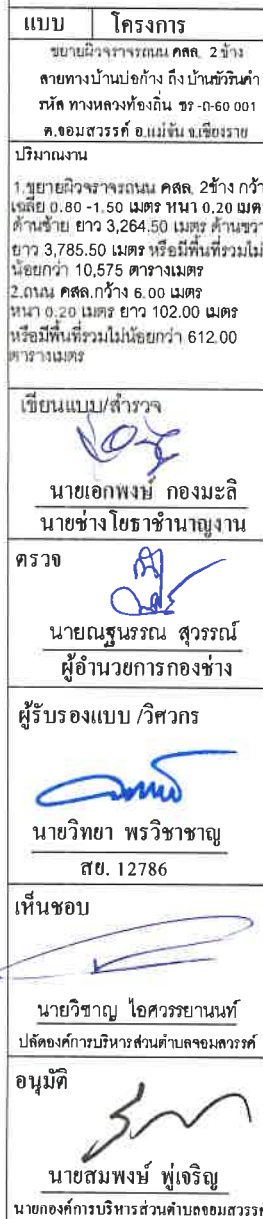 แบบ โครงการ
ขยายผิวจราจรถนน คสล. 2 ข้าง
สายทางบ้านบ่อก้าง ถึง บ้านขัวรินคำ
รหัส ทางหลวงท้องถิ่น ชร -ถ-60 001
ต.จอมสวรรค์ อ.แม่จัน จ.เชียงราย
ปริมาณงาน
1.ขยายผิวจราจรถนน คสล. 2ข้าง กว้า
เฉลี่ย 0.80 -1.50 เมตร หนา 0.20 เมต
ด้านซ้าย ยาว 3,264.50 เมตร ด้านขวา
ยาว 3,785.50 เมตร หรือมีพื้นที่รวมไม่
น้อยกว่า 10,575 ตารางเมตร
2.ถนน คสล.กว้าง 6.00 เมตร
หนา 0.20 เมตร ยาว 102.00 เมตร
หรือมีพื้นที่รวมไม่น้อยกว่า 612.00
ตารางเมตร
เขียนแบบ/สำรวจ
นายเอกพงษ์ กองมะลิ
นายช่างโยธาชำนาญงาน
ตรวจ
นายณฐนรรณ สุวรรณ์
ผู้อำนวยการกองช่าง
ผู้รับรองแบบ /วิศวกร
นายวิทยา พรวิชาชาญ
สย. 12786
เห็นชอบ
นายวิชาญ ไอศวรรยานนท์
ปลัดองค์การบริหารส่วนตำบลจอมสวรรค์
อนุมัติ
นายสมพงษ์ พู่เจริญ
นายกองค์การบริหารส่วนตำบลจอมสวรรค์